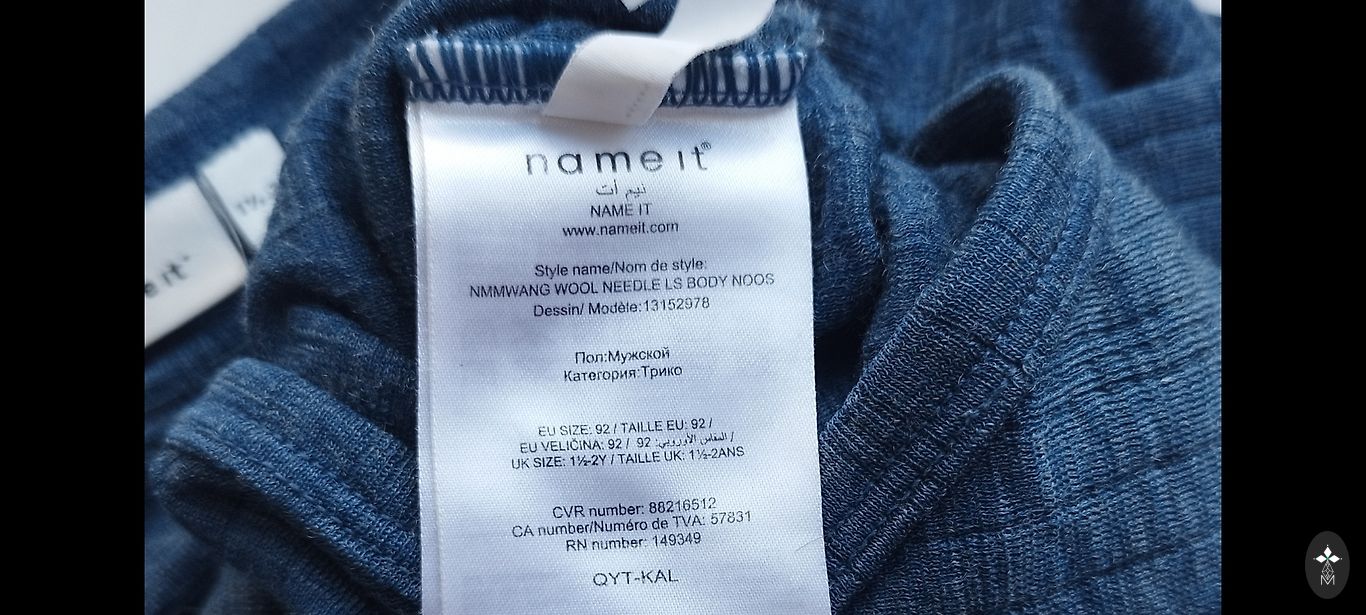 name it®
نيم ات
NAME IT
www.nameit.com
Style name/Nom de style:
NMMWANG WOOL NEEDLE LS BODY NOOS
Dessin/ Modèle:13152978
Пол:Мужской
Категория:Трико
EU SIZE: 92 / TAILLE EU: 92 /
EU VELIČINA: 92 / 92 :المقاس الأوروبي /
UK SIZE: 1½-2Y / TAILLE UK: 1½-2ANS
CVR number: 88216512
CA number/Numéro de TVA: 57831
RN number: 149349
QYT-KAL
e it
M